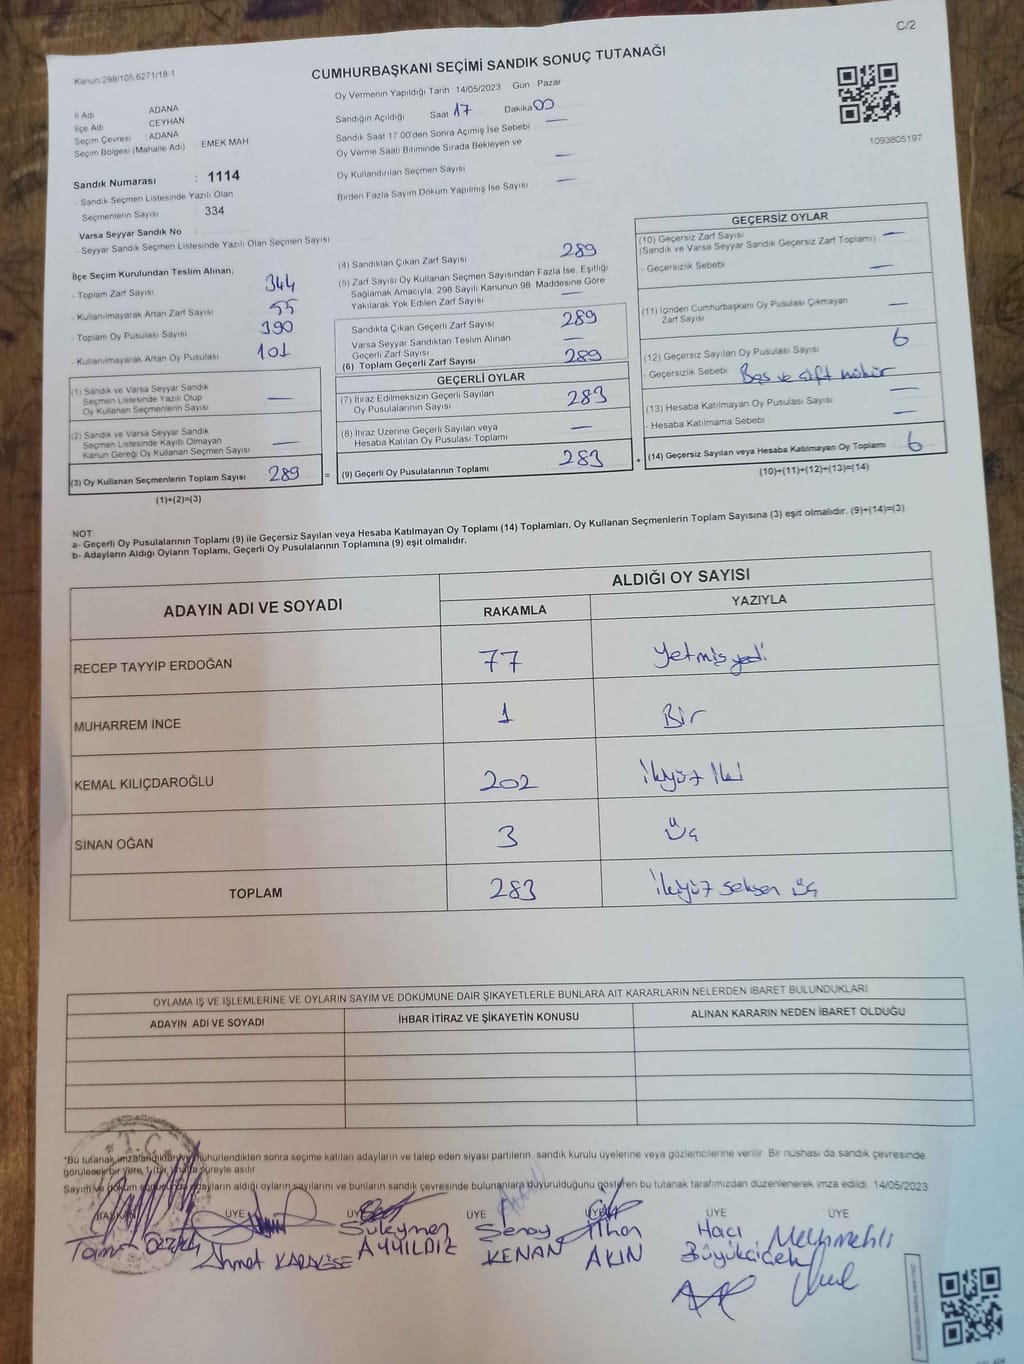 C/2
Kanun.298/105,6271/18-1
CUMHURBAŞKANI SEÇİMİ SANDIK SONUÇ TUTANAĞI
Oy Vermenin Yapıldığı Tarih 14/05/2023 Gün Pazar
İl Adı ADANA
İlçe Adı CEYHAN
Seçim Çevresi : ADANA
Seçim Bölgesi (Mahalle Adı) EMEK MAH
Sandık Numarası : 1114
- Sandık Seçmen Listesinde Yazılı Olan
Seçmenlerin Sayısı : 334
Varsa Seyyar Sandık No :
- Seyyar Sandık Seçmen Listesinde Yazılı Olan Seçmen Sayısı
Sandığın Açıldığı Saat 17 Dakika 00
Sandık Saat 17:00'den Sonra Açımış İse Sebebi —
Oy Verme Saati Bitiminde Sırada Bekleyen ve
Oy Kullandırılan Seçmen Sayısı —
Birden Fazla Sayım Döküm Yapılmış İse Sayısı —
1093805197
İlçe Seçim Kurulundan Teslim Alınan;
- Toplam Zarf Sayısı 344
- Kullanılmayarak Artan Zarf Sayısı 55
- Toplam Oy Pusulası Sayısı 390
- Kullanılmayarak Artan Oy Pusulası 101
(1) Sandık ve Varsa Seyyar Sandık
Seçmen Listesinde Yazılı Olup
Oy Kullanan Seçmenlerin Sayısı —
(2) Sandık ve Varsa Seyyar Sandık
Seçmen Listesinde Kayıtlı Olmayan
Kanun Gereği Oy Kullanan Seçmen Sayısı —
(3) Oy Kullanan Seçmenlerin Toplam Sayısı 289 =
(1)+(2)=(3)
(4) Sandıktan Çıkan Zarf Sayısı 289
(5) Zarf Sayısı Oy Kullanan Seçmen Sayısından Fazla İse, Eşitliği
Sağlamak Amacıyla, 298 Sayılı Kanunun 98. Maddesine Göre
Yakılarak Yok Edilen Zarf Sayısı —
Sandıkta Çıkan Geçerli Zarf Sayısı 289
Varsa Seyyar Sandıktan Teslim Alınan
Geçerli Zarf Sayısı —
(6) Toplam Geçerli Zarf Sayısı 289
GEÇERLİ OYLAR
(7) İtiraz Edilmeksizin Geçerli Sayılan
Oy Pusulalarının Sayısı 283
(8) İtiraz Üzerine Geçerli Sayılan veya
Hesaba Katılan Oy Pusulası Toplamı —
(9) Geçerli Oy Pusulalarının Toplamı 283 +
GEÇERSİZ OYLAR
(10) Geçersiz Zarf Sayısı —
(Sandık ve Varsa Seyyar Sandık Geçersiz Zarf Toplamı)
- Geçersizlik Sebebi —
(11) İçinden Cumhurbaşkanı Oy Pusulası Çıkmayan
Zarf Sayısı —
(12) Geçersiz Sayılan Oy Pusulası Sayısı 6
- Geçersizlik Sebebi Boş ve çift mühür
(13) Hesaba Katılmayan Oy Pusulası Sayısı —
- Hesaba Katılmama Sebebi —
(14) Geçersiz Sayılan veya Hesaba Katılmayan Oy Toplamı 6
(10)+(11)+(12)+(13)=(14)
NOT:
a- Geçerli Oy Pusulalarının Toplamı (9) ile Geçersiz Sayılan veya Hesaba Katılmayan Oy Toplamı (14) Toplamları, Oy Kullanan Seçmenlerin Toplam Sayısına (3) eşit olmalıdır. (9)+(14)=(3)
b- Adayların Aldığı Oyların Toplamı, Geçerli Oy Pusulalarının Toplamına (9) eşit olmalıdır.
ADAYIN ADI VE SOYADI
ALDIĞI OY SAYISI
RAKAMLA YAZIYLA
RECEP TAYYİP ERDOĞAN 77 Yetmiş yedi
MUHARREM İNCE 1 Bir
KEMAL KILIÇDAROĞLU 202 İkiyüz iki
SİNAN OĞAN 3 üç
TOPLAM 283 İkiyüz seksen üç
OYLAMA İŞ VE İŞLEMLERİNE VE OYLARIN SAYIM VE DÖKÜMÜNE DAİR ŞİKAYETLERLE BUNLARA AİT KARARLARIN NELERDEN İBARET BULUNDUKLARI
ADAYIN ADI VE SOYADI İHBAR İTİRAZ VE ŞİKAYETİN KONUSU ALINAN KARARIN NEDEN İBARET OLDUĞU
T.C.
*Bu tutanak imzalandıktan ve mühürlendikten sonra seçime katılan adayların ve talep eden siyasi partilerin, sandık kurulu üyelerine veya gözlemcilerine verilir. Bir nüshası da sandık çevresinde
görülecek bir yere, 1 (bir) hafta süreyle asılır.
Sayım ve döküm sonucunda adayların aldığı oyların sayılarını ve bunların sandık çevresinde bulunanlara duyurulduğunu gösteren bu tutanak tarafımızdan düzenlenerek imza edildi. 14/05/2023
BAŞKAN ÜYE ÜYE ÜYE ÜYE ÜYE ÜYE
Ahmet
Süleyman AYYILDIZ
Senay KENAN
İlhan AKIN
Hacı Büyükçiçek